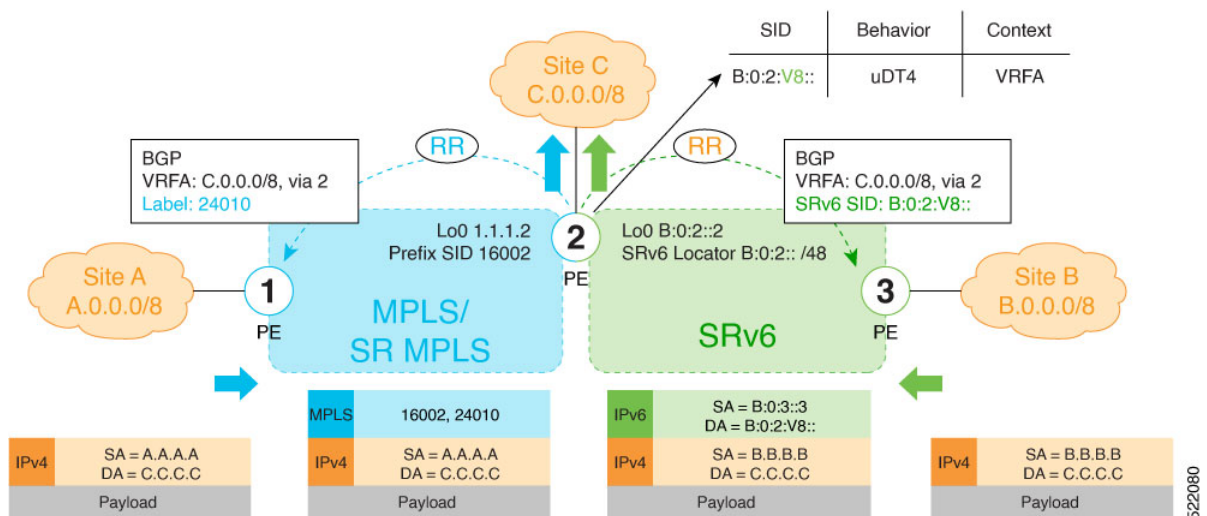 SID Behavior Context
B:0:2:V8:: uDT4 VRFA
Site C
C.0.0.0/8
RR
RR
BGP
VRFA: C.0.0.0/8, via 2
Label: 24010
BGP
VRFA: C.0.0.0/8, via 2
SRv6 SID: B:0:2:V8::
Lo0 1.1.1.2
Prefix SID 16002
2
PE
Lo0 B:0:2::2
SRv6 Locator B:0:2:: /48
Site A
A.0.0.0/8
1
PE
MPLS/
SR MPLS
SRv6
3
PE
Site B
B.0.0.0/8
IPv4
SA = A.A.A.A
DA = C.C.C.C
Payload
MPLS
16002, 24010
IPv4
SA = A.A.A.A
DA = C.C.C.C
Payload
IPv6
SA = B:0:3::3
DA = B:0:2:V8::
IPv4
SA = B.B.B.B
DA = C.C.C.C
Payload
IPv4
SA = B.B.B.B
DA = C.C.C.C
Payload
522080